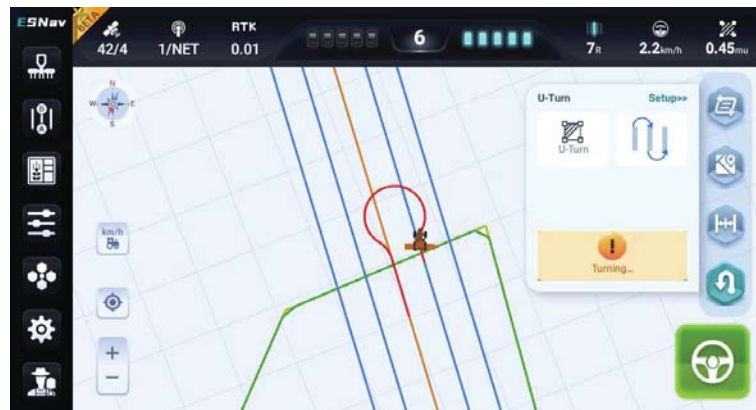 ESNav
BETA
42/4
1/NET
RTK
0.01
6
7R
2.2km/h
0.45mu
N
W
E
S
km/h
U-Turn
Setup>>
U-Turn
!
Turning...
+
−
B
A